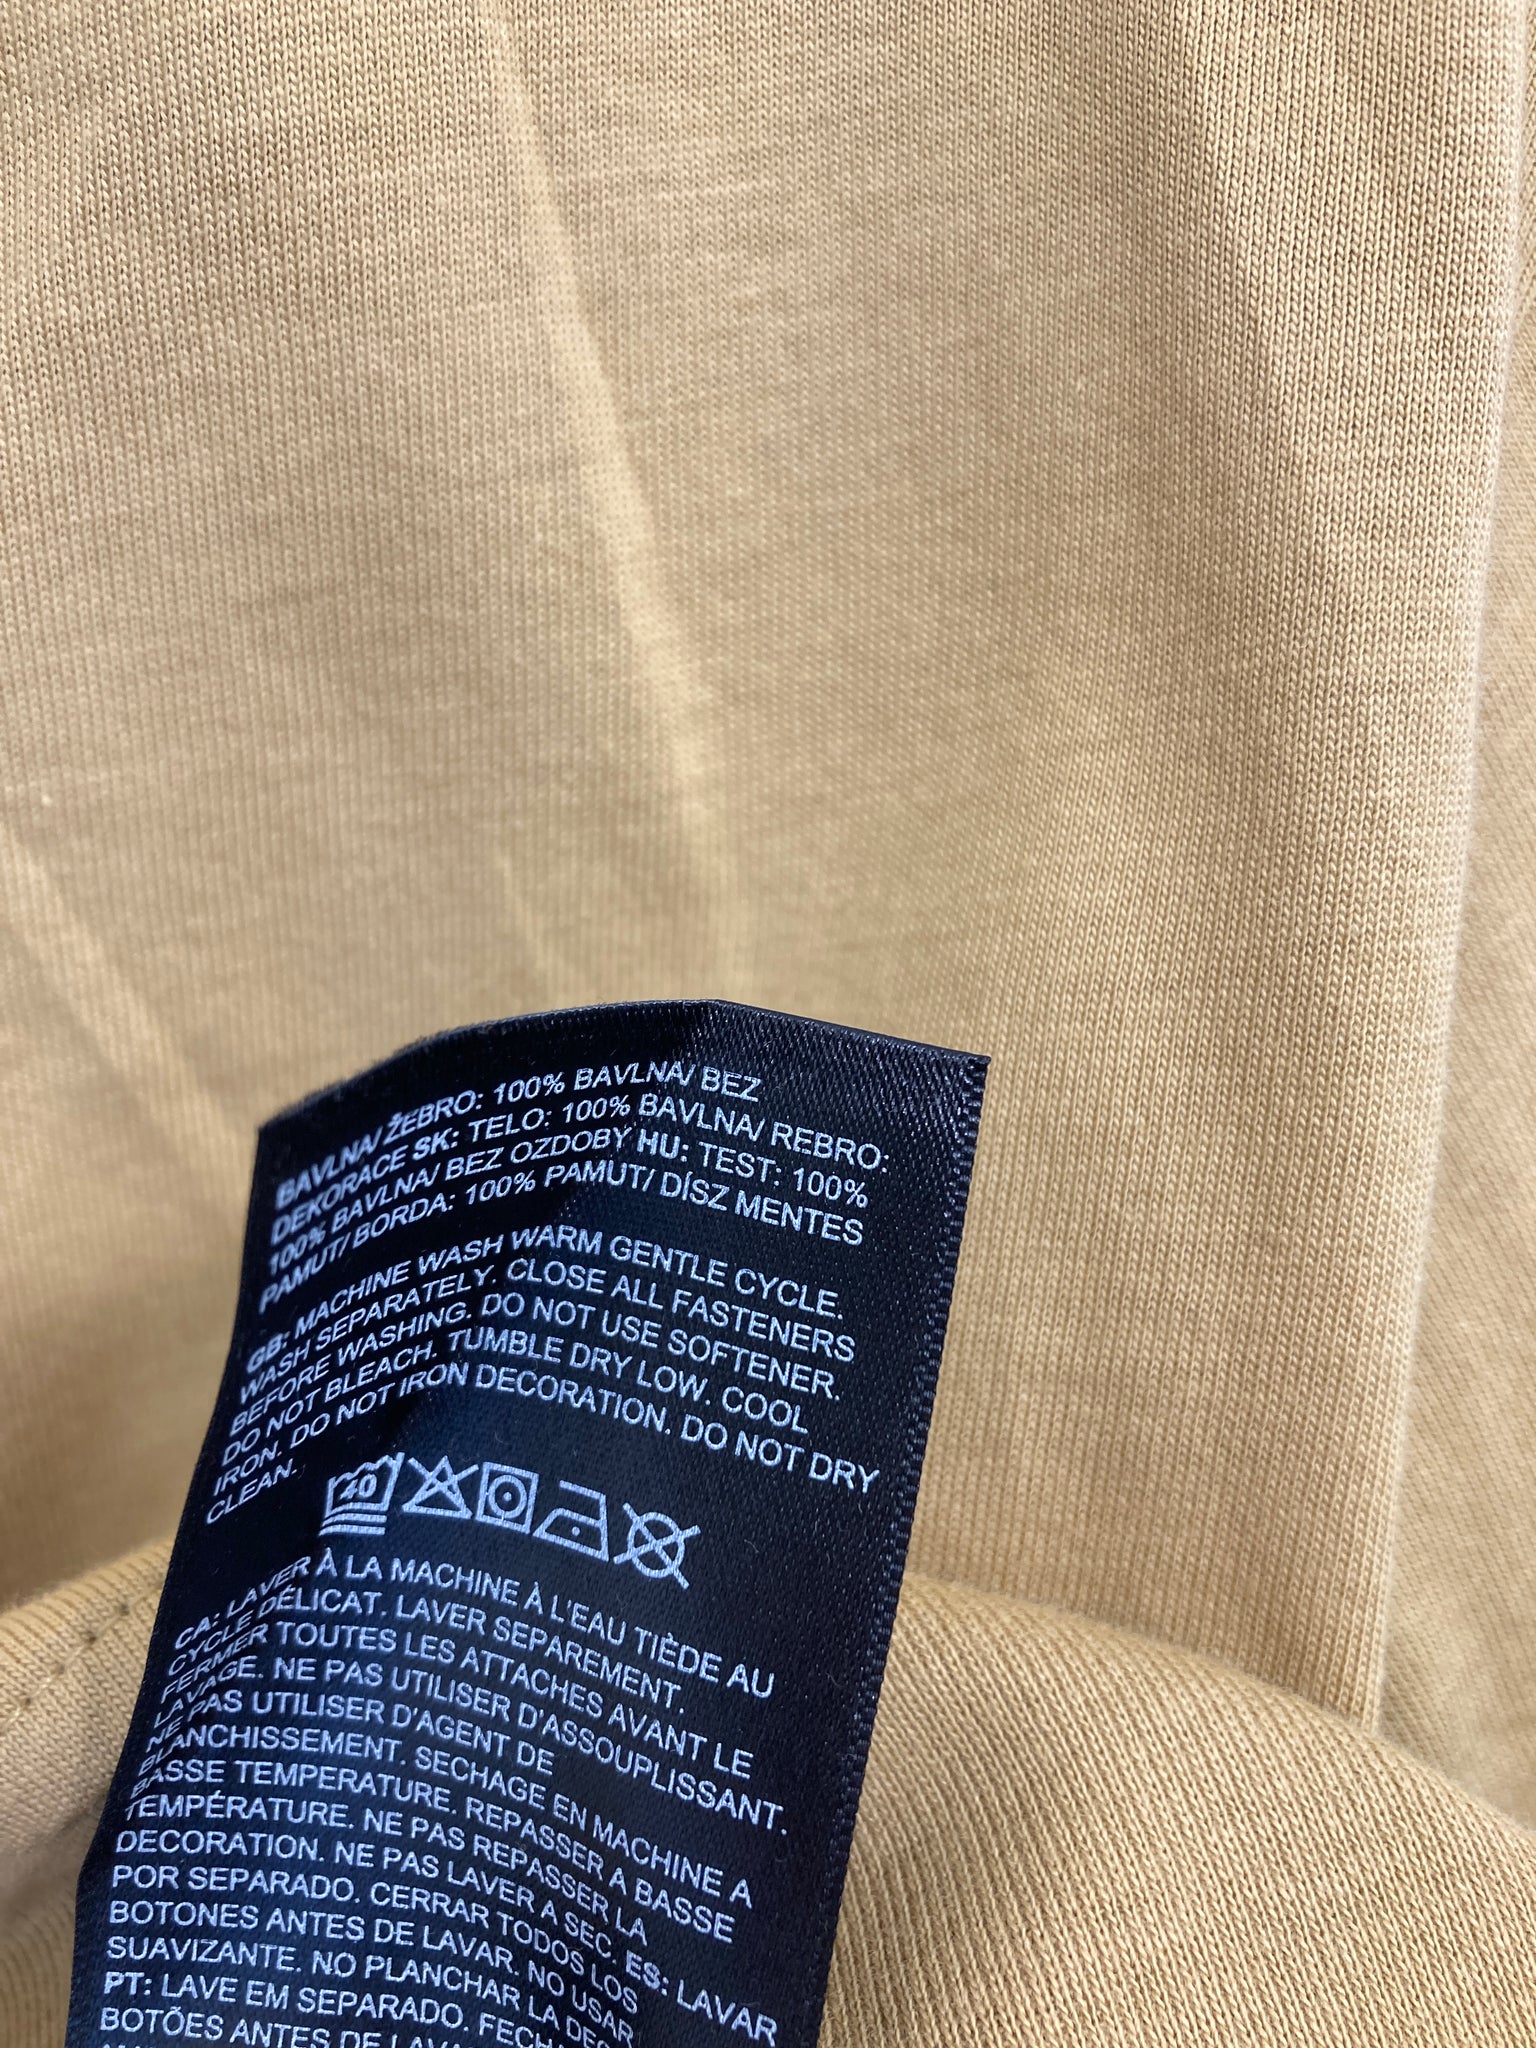 BAVLNA/ ŽEBRO: 100% BAVLNA/ BEZ
DEKORACE SK: TELO: 100% BAVLNA/ REBRO:
100% BAVLNA/ BEZ OZDOBY HU: TEST: 100%
PAMUT/ BORDA: 100% PAMUT/ DÍSZ MENTES
GB: MACHINE WASH WARM GENTLE CYCLE.
WASH SEPARATELY. CLOSE ALL FASTENERS
BEFORE WASHING. DO NOT USE SOFTENER.
DO NOT BLEACH. TUMBLE DRY LOW. COOL
IRON. DO NOT IRON DECORATION. DO NOT DRY
CLEAN.
40
CA: LAVER À LA MACHINE À L'EAU TIÈDE AU
CYCLE DÉLICAT. LAVER SEPAREMENT.
FERMER TOUTES LES ATTACHES AVANT LE
LAVAGE. NE PAS UTILISER D'ASSOUPLISSANT.
NE PAS UTILISER D'AGENT DE
BLANCHISSEMENT. SECHAGE EN MACHINE A
BASSE TEMPERATURE. REPASSER A BASSE
TEMPÉRATURE. NE PAS REPASSER LA
DECORATION. NE PAS LAVER A SEC. ES: LAVAR
POR SEPARADO. CERRAR TODOS LOS
BOTONES ANTES DE LAVAR. NO USAR
SUAVIZANTE. NO PLANCHAR LA DEC
PT: LAVE EM SEPARADO. FECH
BOTÕES ANTES DE LAVA